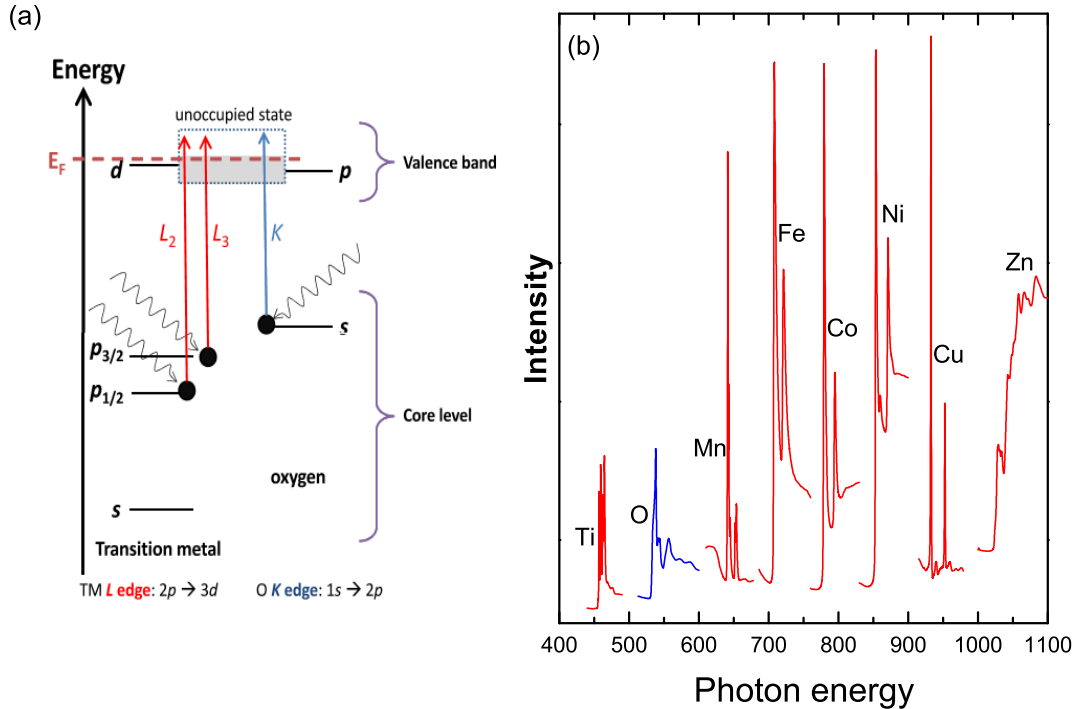 (a)
Energy
unoccupied state
E_F
d
p
Valence band
L₂
L₃
K
s
p₃/₂
p₁/₂
Core level
oxygen
s
Transition metal
TM L edge: 2p → 3d
O K edge: 1s → 2p
(b)
Intensity
Ti
O
Mn
Fe
Co
Ni
Cu
Zn
400 500 600 700 800 900 1000 1100
Photon energy